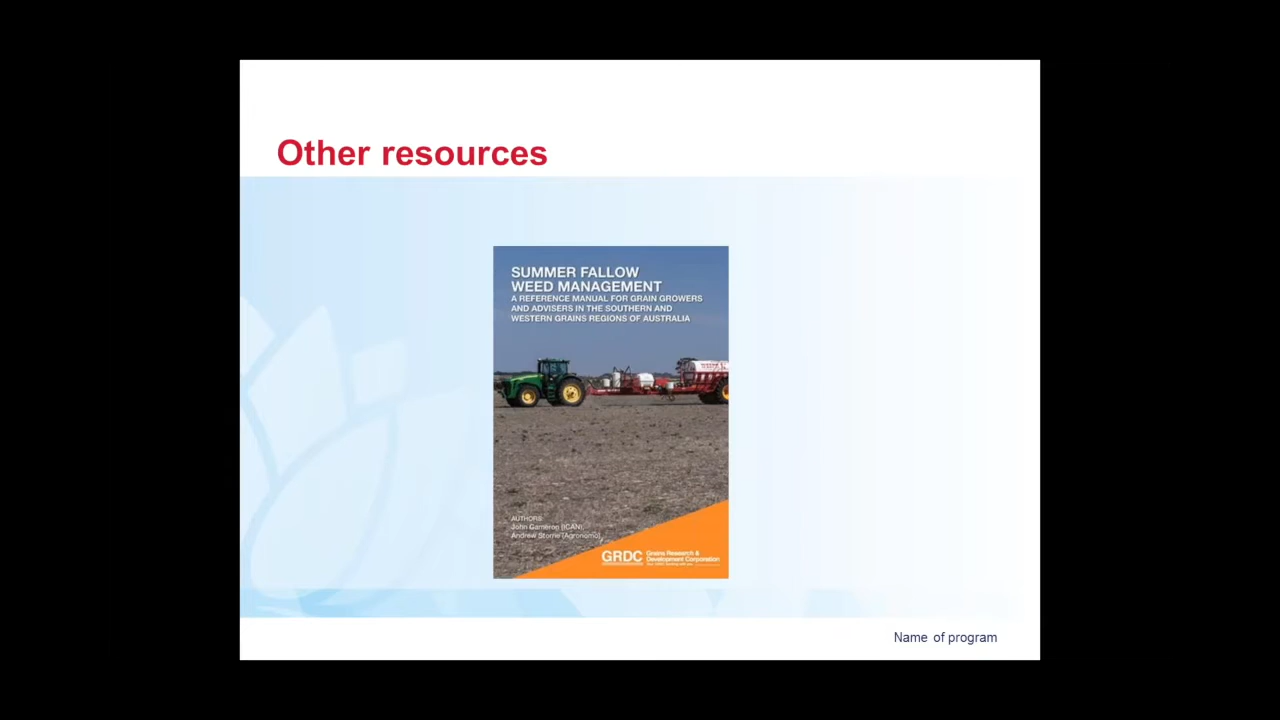 Other resources
SUMMER FALLOW
WEED MANAGEMENT
A REFERENCE MANUAL FOR GRAIN GROWERS
AND ADVISERS IN THE SOUTHERN AND
WESTERN GRAINS REGIONS OF AUSTRALIA
AUTHORS
John Cameron (ICAN),
Andrew Storrie (Agronomo)
GRDC Grains Research &
Development Corporation
Name of program